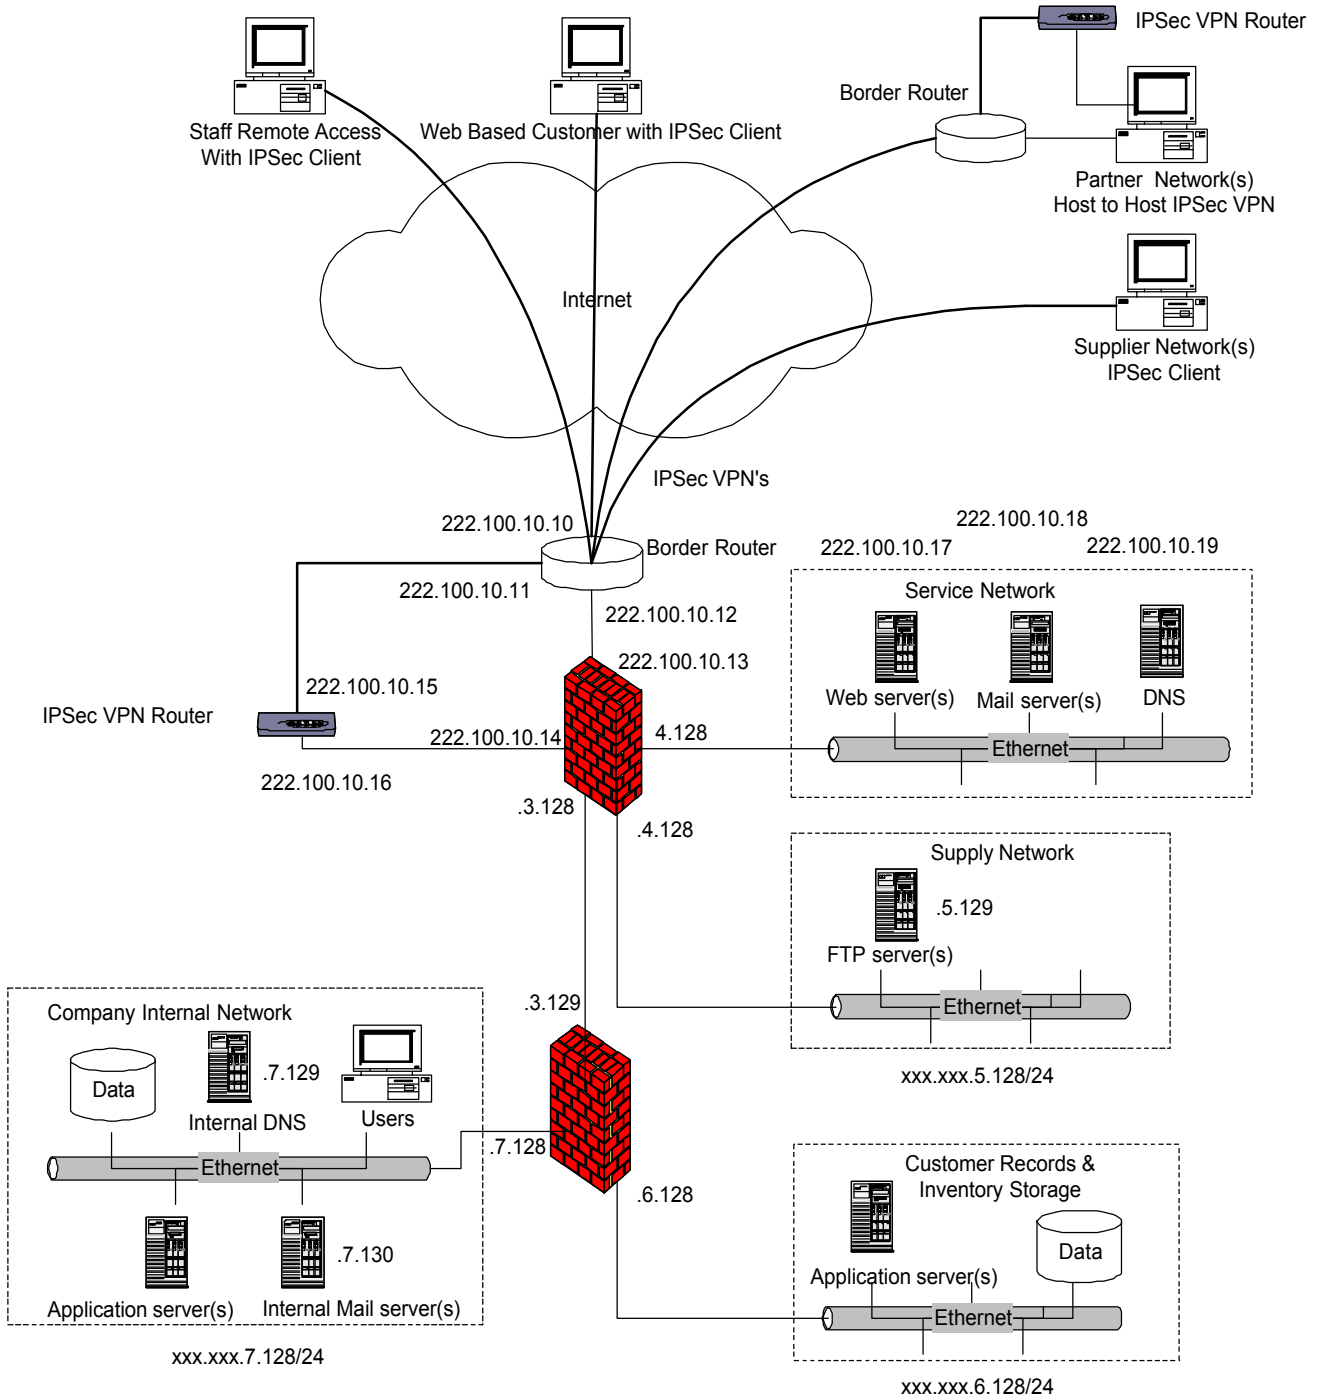 IPSec VPN Router
Border Router
Staff Remote Access
With IPSec Client
Web Based Customer with IPSec Client
Partner Network(s)
Host to Host IPSec VPN
Internet
Supplier Network(s)
IPSec Client
IPSec VPN's
222.100.10.10
Border Router
222.100.10.18
222.100.10.17
222.100.10.19
222.100.10.11
222.100.10.12
Service Network
222.100.10.13
222.100.10.15
IPSec VPN Router
222.100.10.14
222.100.10.16
4.128
Web server(s)
Mail server(s)
DNS
Ethernet
.3.128
.4.128
Supply Network
.5.129
FTP server(s)
Ethernet
xxx.xxx.5.128/24
.3.129
Company Internal Network
Data
.7.129
Internal DNS
Users
Ethernet
.7.128
.6.128
.7.130
Application server(s)
Internal Mail server(s)
xxx.xxx.7.128/24
Customer Records &
Inventory Storage
Data
Application server(s)
Ethernet
xxx.xxx.6.128/24